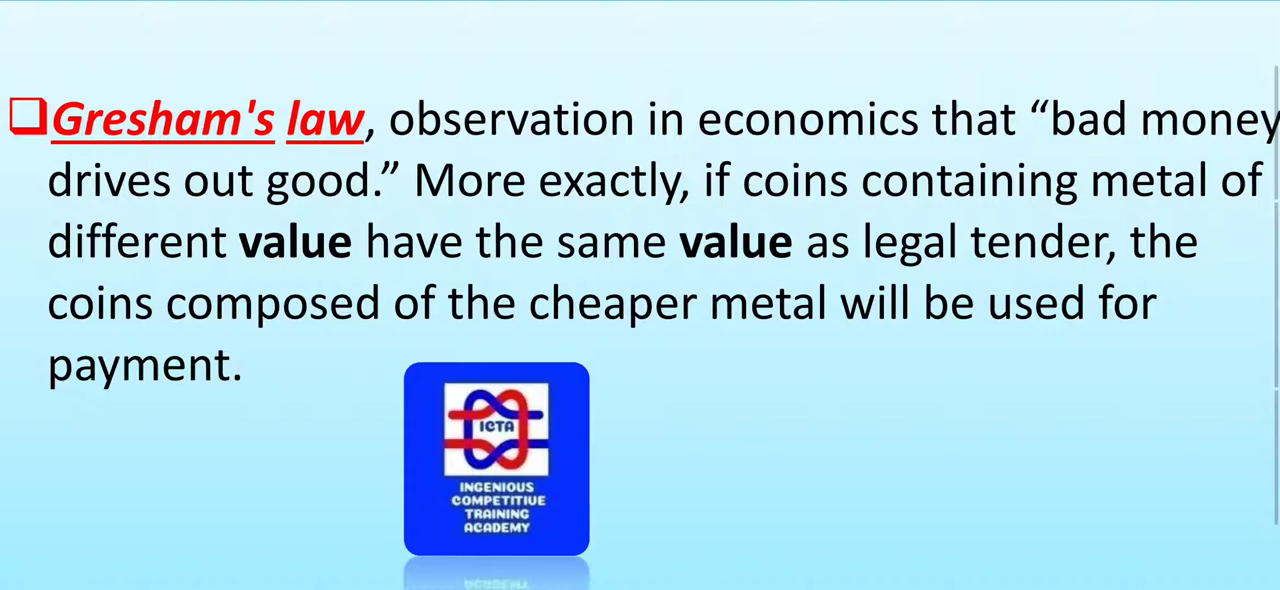 Gresham's law, observation in economics that “bad money
drives out good.” More exactly, if coins containing metal of
different value have the same value as legal tender, the
coins composed of the cheaper metal will be used for
payment.
ICTA
INGENIOUS
COMPETITIVE
TRAINING
ACADEMY